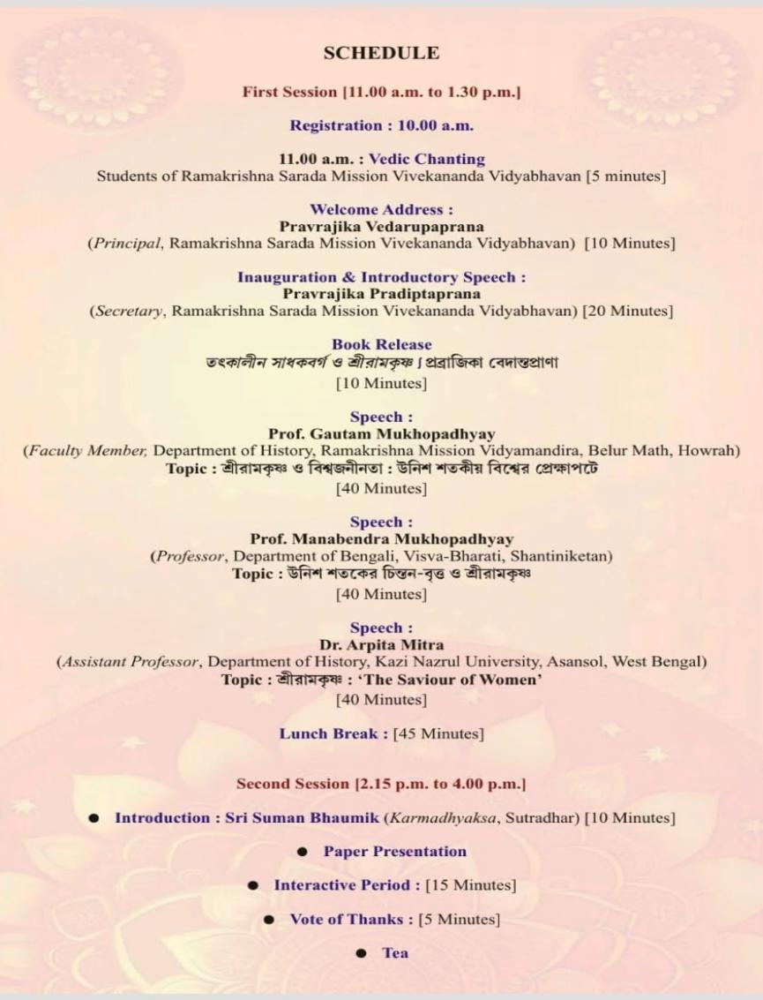 SCHEDULE
First Session [11.00 a.m. to 1.30 p.m.]
Registration : 10.00 a.m.
11.00 a.m. : Vedic Chanting
Students of Ramakrishna Sarada Mission Vivekananda Vidyabhavan [5 minutes]
Welcome Address :
Pravrajika Vedarupaprana
(Principal, Ramakrishna Sarada Mission Vivekananda Vidyabhavan) [10 Minutes]
Inauguration & Introductory Speech :
Pravrajika Pradiptaprana
(Secretary, Ramakrishna Sarada Mission Vivekananda Vidyabhavan) [20 Minutes]
Book Release
তৎকালীন সাধকবর্গ ও শ্রীরামকৃষ্ণ। প্রব্রাজিকা বেদান্তপ্রাণা
[10 Minutes]
Speech :
Prof. Gautam Mukhopadhyay
(Faculty Member, Department of History, Ramakrishna Mission Vidyamandira, Belur Math, Howrah)
Topic : শ্রীরামকৃষ্ণ ও বিশ্বজনীনতা : উনিশ শতকীয় বিশ্বের প্রেক্ষাপটে
[40 Minutes]
Speech :
Prof. Manabendra Mukhopadhyay
(Professor, Department of Bengali, Visva-Bharati, Shantiniketan)
Topic : উনিশ শতকের চিন্তন-বৃত্ত ও শ্রীরামকৃষ্ণ
[40 Minutes]
Speech :
Dr. Arpita Mitra
(Assistant Professor, Department of History, Kazi Nazrul University, Asansol, West Bengal)
Topic : শ্রীরামকৃষ্ণ : ‘The Saviour of Women’
[40 Minutes]
Lunch Break : [45 Minutes]
Second Session [2.15 p.m. to 4.00 p.m.]
● Introduction : Sri Suman Bhaumik (Karmadhyaksa, Sutradhar) [10 Minutes]
● Paper Presentation
● Interactive Period : [15 Minutes]
● Vote of Thanks : [5 Minutes]
● Tea